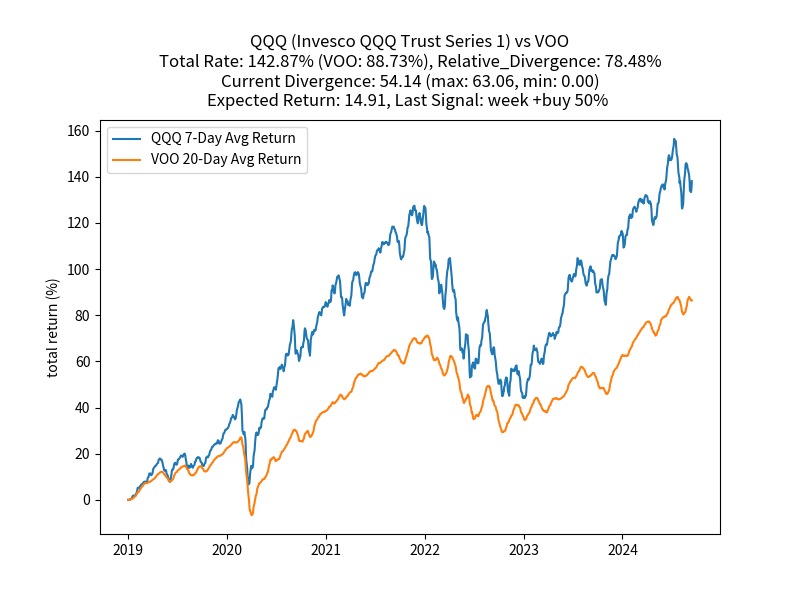 QQQ (Invesco QQQ Trust Series 1) vs VOO
Total Rate: 142.87% (VOO: 88.73%), Relative_Divergence: 78.48%
Current Divergence: 54.14 (max: 63.06, min: 0.00)
Expected Return: 14.91, Last Signal: week +buy 50%
QQQ 7-Day Avg Return
VOO 20-Day Avg Return
total return (%)
160
140
120
100
80
60
40
20
0
2019
2020
2021
2022
2023
2024